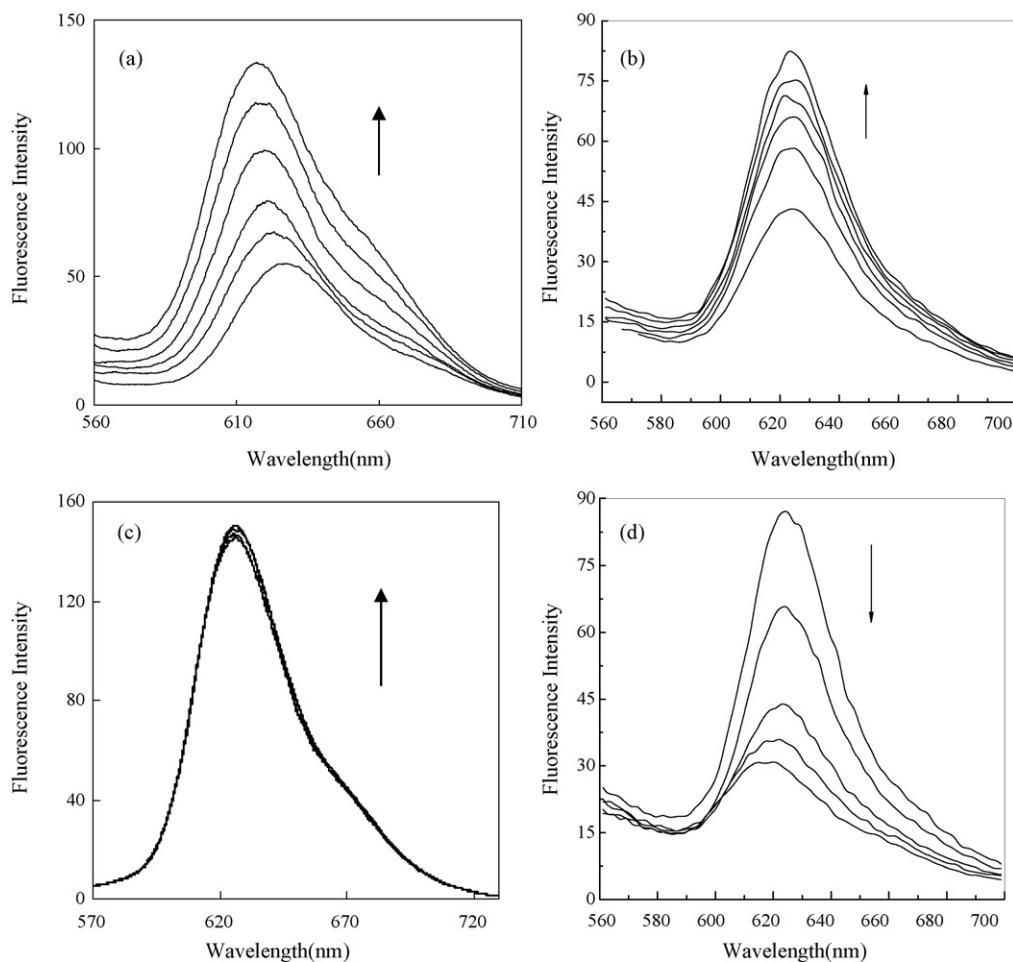 150
(a)
100
50
0
Fluorescence Intensity
560 610 660 710
Wavelength(nm)
90
(b)
75
60
45
30
15
0
Fluorescence Intensity
560 580 600 620 640 660 680 700
Wavelength(nm)
160
(c)
120
80
40
0
Fluorescence Intensity
570 620 670 720
Wavelength(nm)
90
(d)
75
60
45
30
15
0
Fluorescence Intensity
560 580 600 620 640 660 680 700
Wavelength(nm)